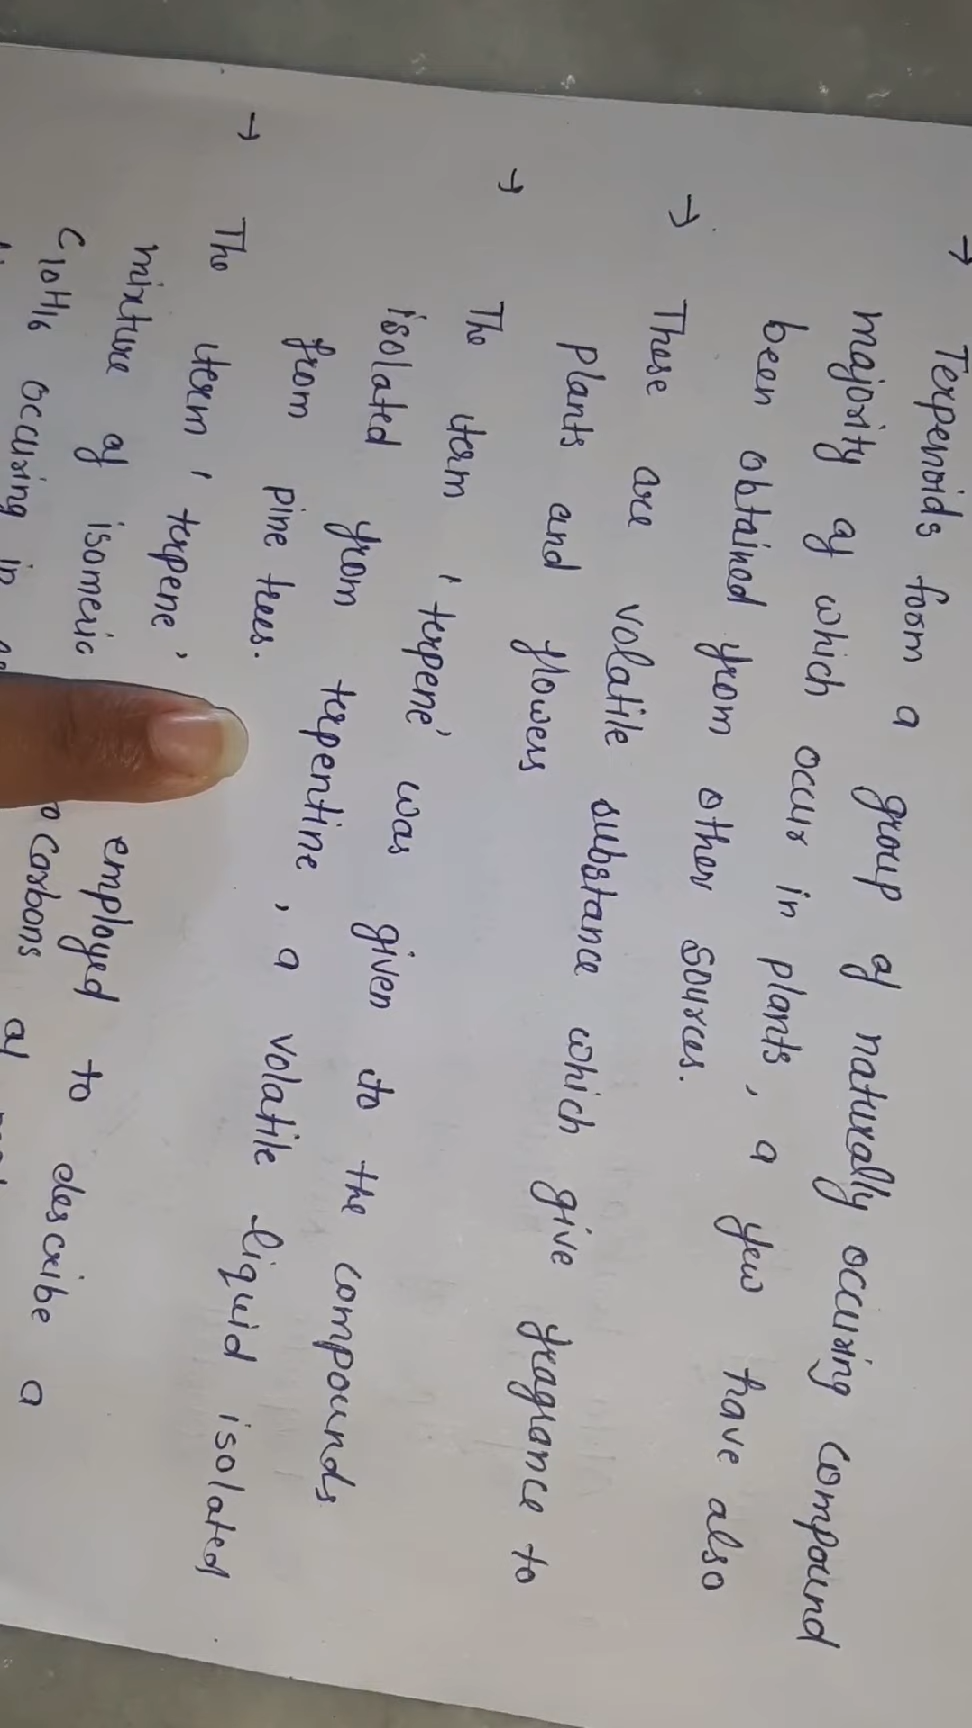 → Terpenoids form a group of naturally occuring compound
majority of which occur in plants, a few have also
been obtained from other sources.
→ These are volatile substance which give fragrance to
plants and flowers
→ The term 'terpene' was given to the compounds
isolated from terpentine, a volatile liquid isolated
from pine trees.
→ The term 'terpene' employed to describe a
mixture of isomeric carbons of
C10H16 occuring in